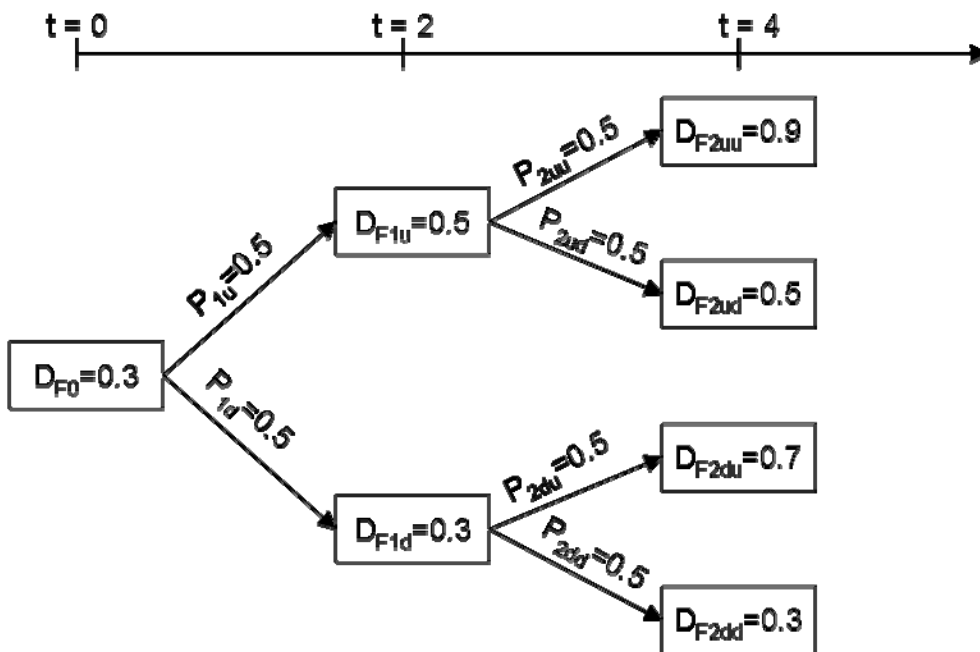 t = 0 t = 2 t = 4
D_F2uu=0.9
P_2uu=0.5
D_F1u=0.5
P_2ud=0.5
D_F2ud=0.5
P_1u=0.5
D_F0=0.3
P_1d=0.5
D_F2du=0.7
P_2du=0.5
D_F1d=0.3
P_2dd=0.5
D_F2dd=0.3